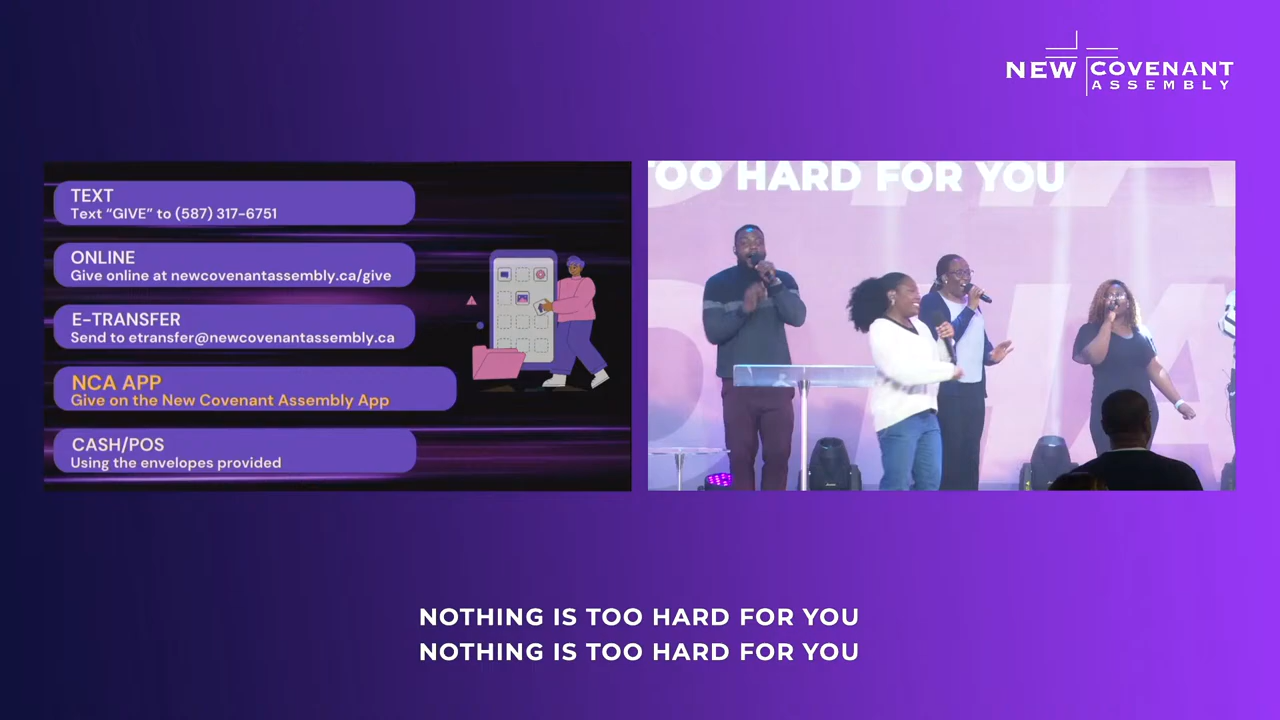 NEW COVENANT
ASSEMBLY
TEXT
Text “GIVE” to (587) 317-6751
ONLINE
Give online at newcovenantassembly.ca/give
E-TRANSFER
Send to etransfer@newcovenantassembly.ca
NCA APP
Give on the New Covenant Assembly App
CASH/POS
Using the envelopes provided
OO HARD FOR YOU
NOTHING IS TOO HARD FOR YOU
NOTHING IS TOO HARD FOR YOU